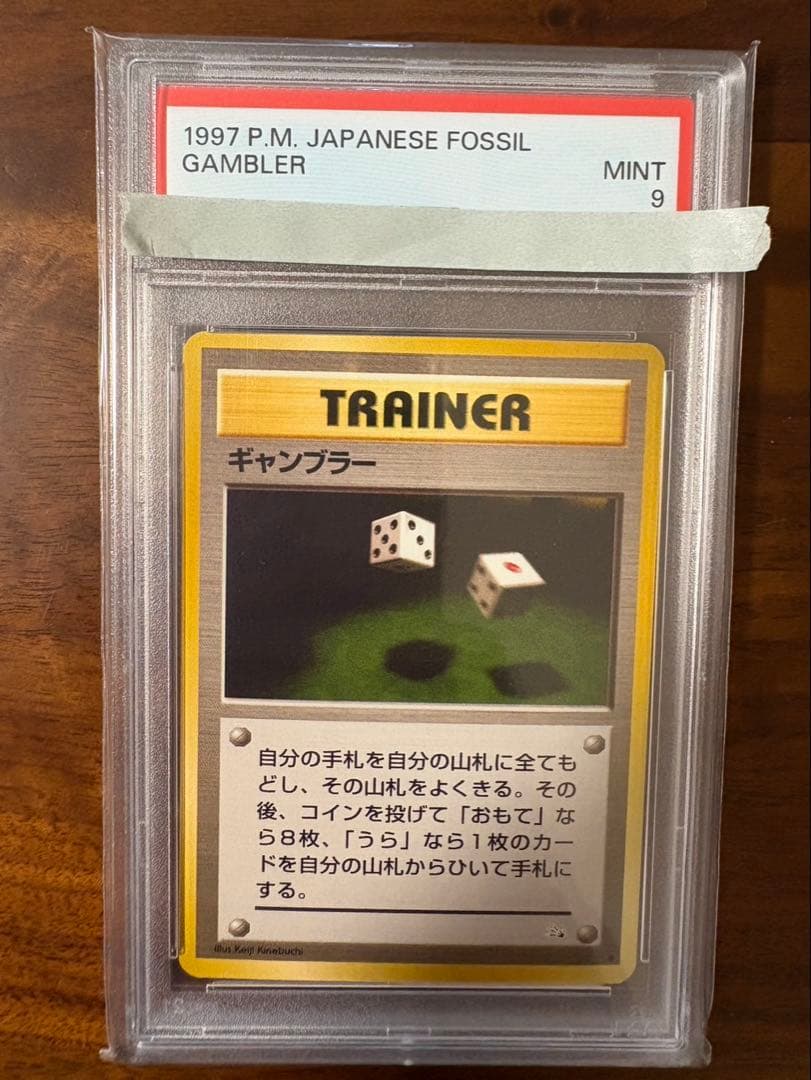 1997 P.M. JAPANESE FOSSIL
GAMBLER
MINT
9
TRAINER
ギャンブラー
自分の手札を自分の山札に全ても
どし、その山札をよくきる。その
後、コインを投げて「おもて」な
ら8枚、「うら」なら1枚のカー
ドを自分の山札からひいて手札に
する。
Illus. Keiji Kinebuchi